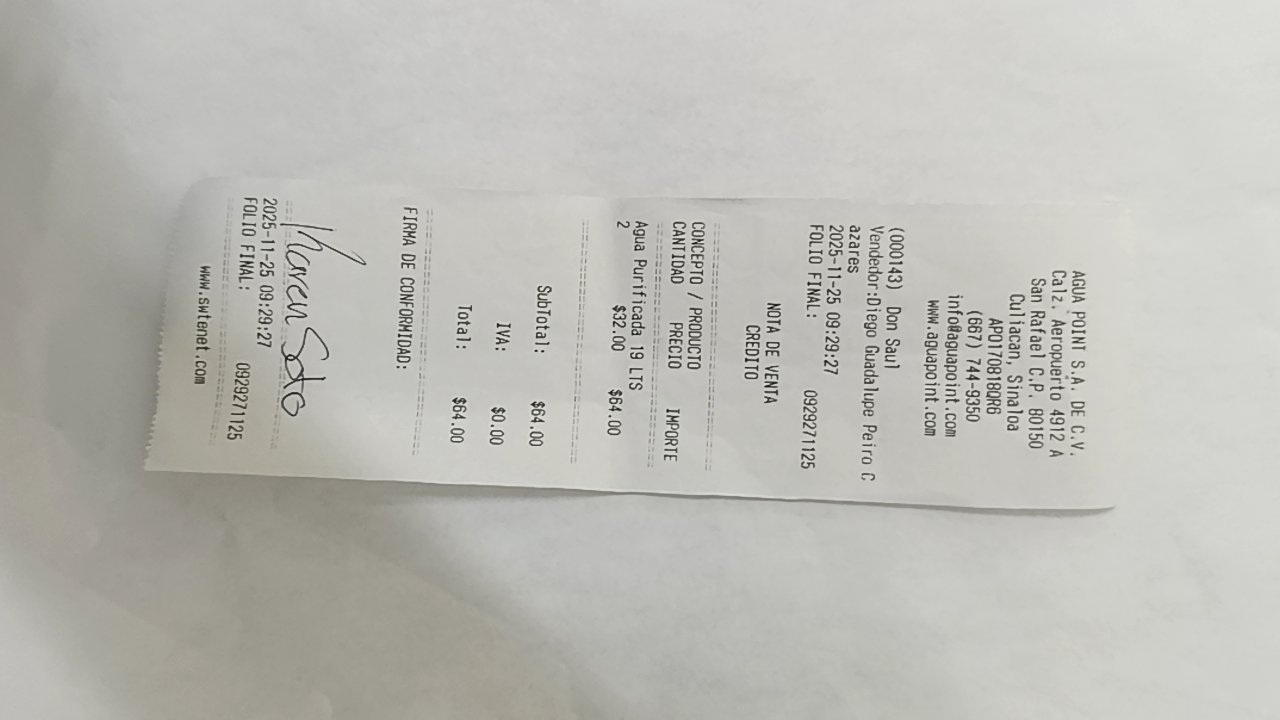 AGUA POINT S.A. DE C.V.
Calz. Aeropuerto 4912 A
San Rafael C.P. 80150
Culiacan, Sinaloa
APO170818QR6
(667) 744-9350
info@aguapoint.com
www.aguapoint.com
(000143) Don Saul
Vendedor:Diego Guadalupe Peiro C
azares
2025-11-25 09:29:27
FOLIO FINAL: 0929271125
NOTA DE VENTA
CREDITO
CONCEPTO / PRODUCTO
CANTIDAD PRECIO IMPORTE
Agua Purificada 19 LTS
2 $32.00 $64.00
SubTotal: $64.00
IVA: $0.00
Total: $64.00
FIRMA DE CONFORMIDAD:
Karen Soto
2025-11-25 09:29:27
FOLIO FINAL: 0929271125
www.swtenet.com